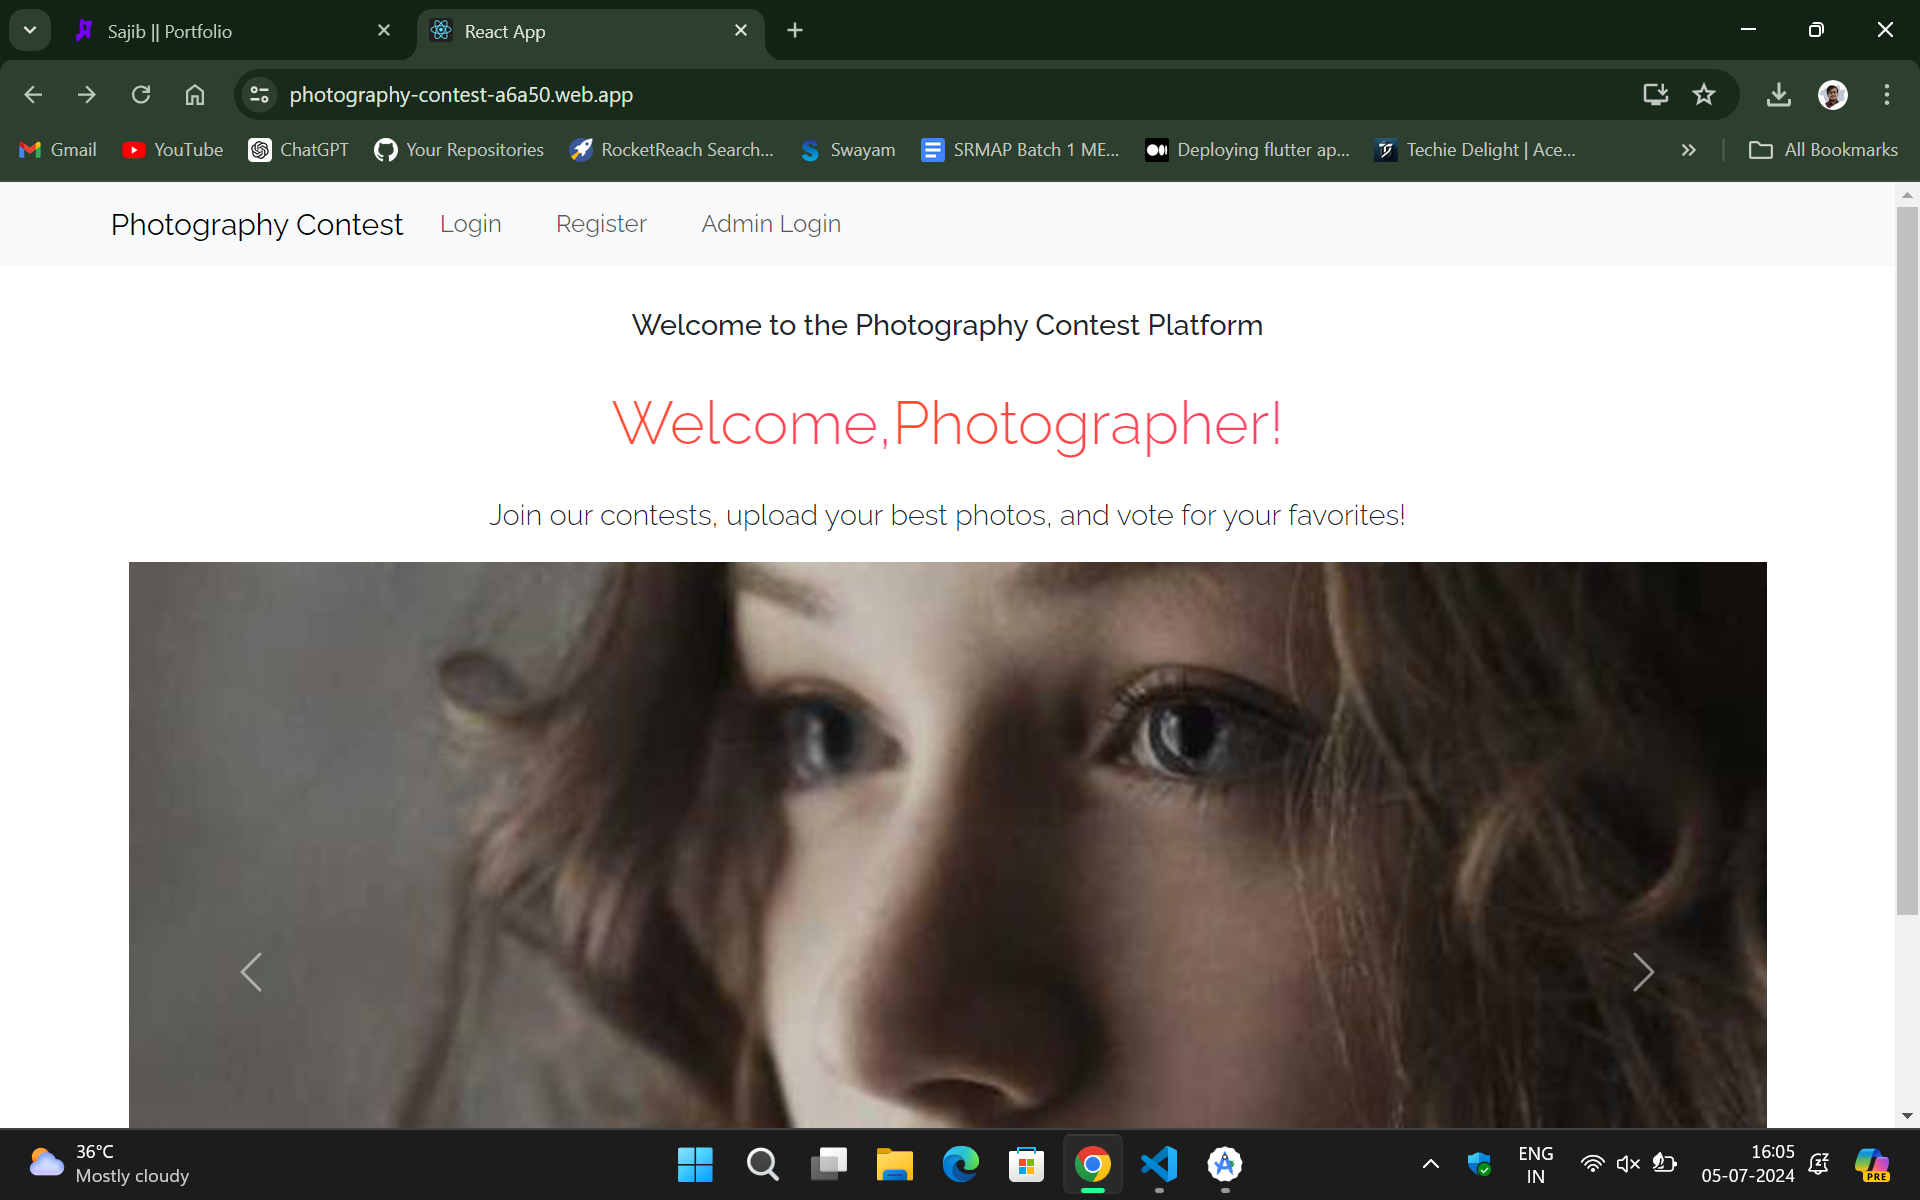 Sajib || Portfolio
React App
photography-contest-a6a50.web.app
Gmail
YouTube
ChatGPT
Your Repositories
RocketReach Search...
Swayam
SRMAP Batch 1 ME...
Deploying flutter ap...
Techie Delight | Ace...
All Bookmarks
Photography Contest
Login
Register
Admin Login
Welcome to the Photography Contest Platform
Welcome,Photographer!
Join our contests, upload your best photos, and vote for your favorites!
36°C
Mostly cloudy
ENG
IN
16:05
05-07-2024
PRE